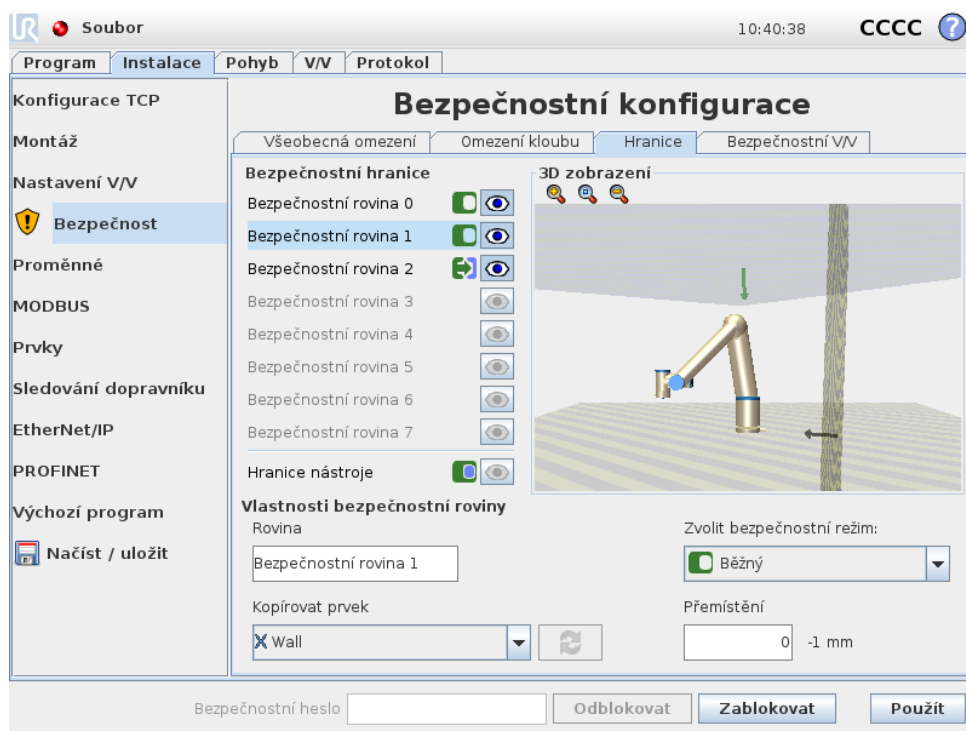 UR Soubor 10:40:38 CCCC ?
Program Instalace Pohyb V/V Protokol
Konfigurace TCP
Montáž
Nastavení V/V
Bezpečnost
Proměnné
MODBUS
Prvky
Sledování dopravníku
EtherNet/IP
PROFINET
Výchozí program
Načíst / uložit
Bezpečnostní konfigurace
Všeobecná omezení Omezení kloubu Hranice Bezpečnostní V/V
Bezpečnostní hranice
Bezpečnostní rovina 0
Bezpečnostní rovina 1
Bezpečnostní rovina 2
Bezpečnostní rovina 3
Bezpečnostní rovina 4
Bezpečnostní rovina 5
Bezpečnostní rovina 6
Bezpečnostní rovina 7
Hranice nástroje
3D zobrazení
Vlastnosti bezpečnostní roviny
Rovina
Bezpečnostní rovina 1
Zvolit bezpečnostní režim:
Běžný
Kopírovat prvek
Wall
Přemístění
0 -1 mm
Bezpečnostní heslo Odblokovat Zablokovat Použít